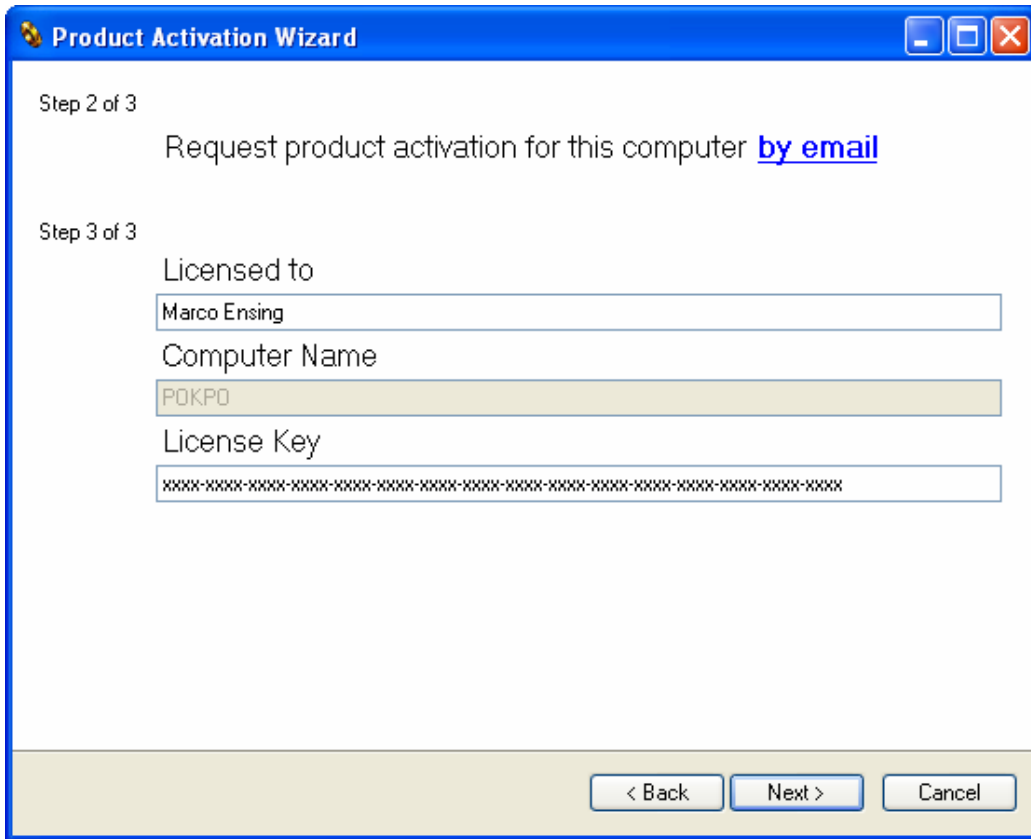 Product Activation Wizard
Step 2 of 3
Request product activation for this computer by email
Step 3 of 3
Licensed to
Marco Ensing
Computer Name
POKPO
License Key
xxxx-xxxx-xxxx-xxxx-xxxx-xxxx-xxxx-xxxx-xxxx-xxxx-xxxx-xxxx-xxxx-xxxx-xxxx-xxxx
< Back
Next >
Cancel